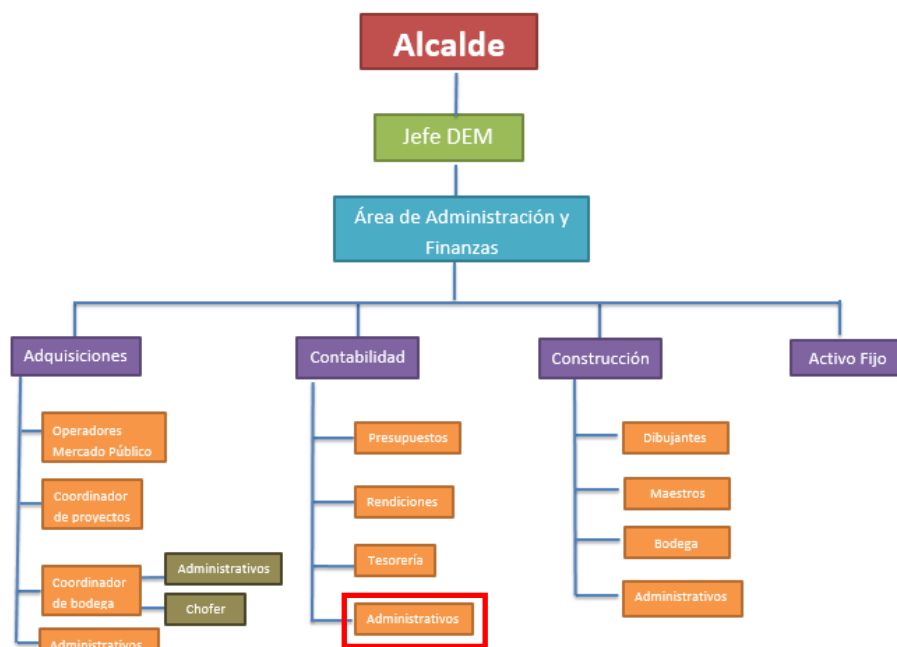 Alcalde
Jefe DEM
Área de Administración y
Finanzas
Adquisiciones
Contabilidad
Construcción
Activo Fijo
Operadores
Mercado Público
Coordinador
de proyectos
Coordinador
de bodega
Administrativos
Chofer
Administrativos
Presupuestos
Rendiciones
Tesorería
Administrativos
Dibujantes
Maestros
Bodega
Administrativos